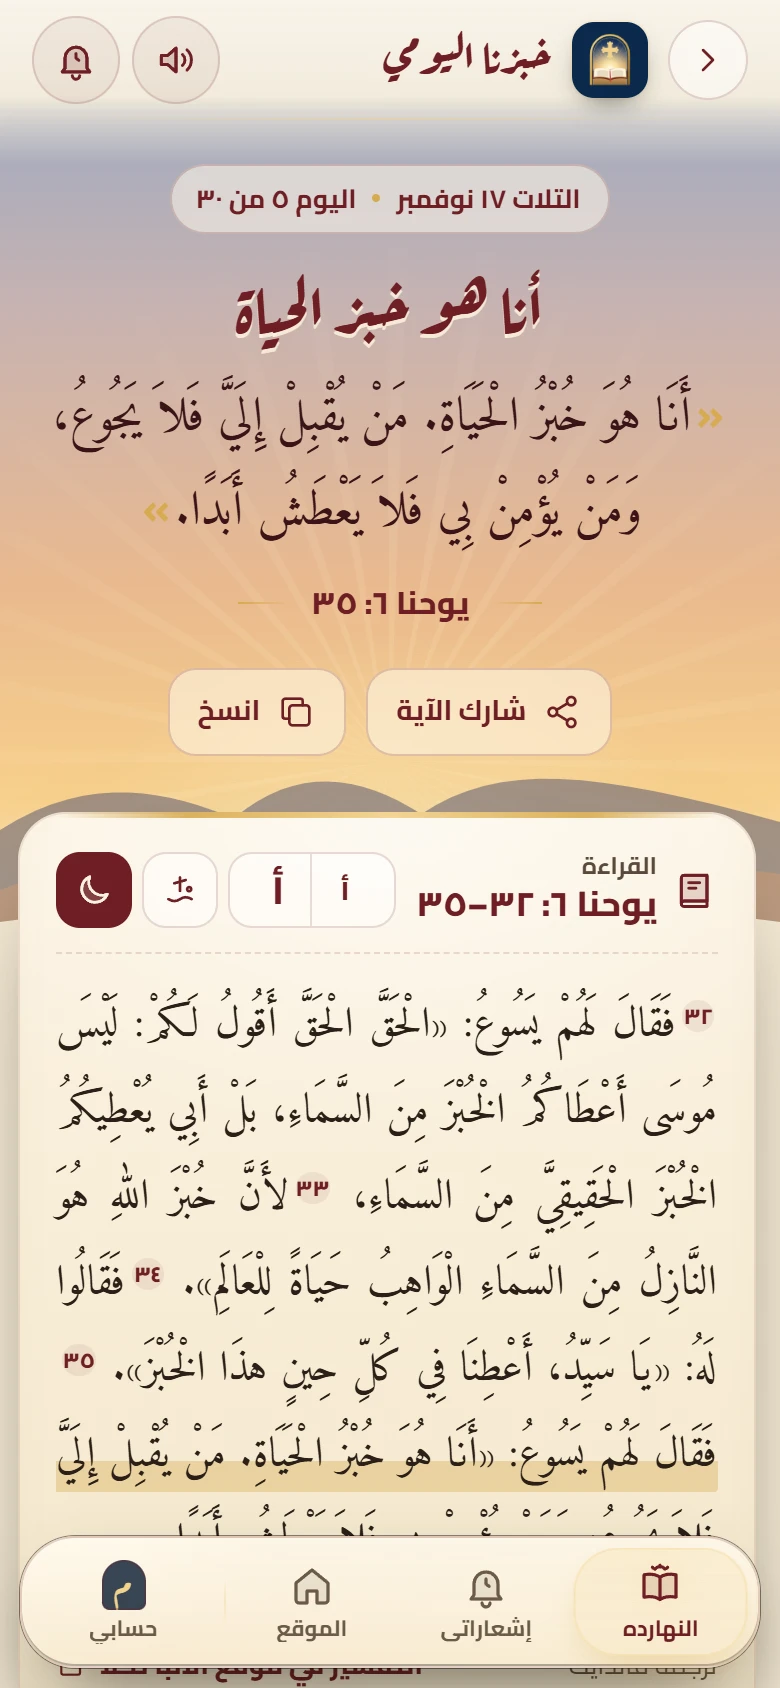 خبزنا اليومي
التلات ١٧ نوفمبر • اليوم ٥ من ٣٠
أنا هو خبز الحياة
«أَنَا هُوَ خُبْزُ الْحَيَاةِ. مَنْ يُقْبِلْ إِلَيَّ فَلاَ يَجُوعُ،
وَمَنْ يُؤْمِنْ بِي فَلاَ يَعْطَشُ أَبَدًا.»
يوحنا ٦: ٣٥
شارك الآية
انسخ
القراءة
يوحنا ٦: ٣٢–٣٥
أ أ
٣٢ فَقَالَ لَهُمْ يَسُوعُ: «الْحَقَّ الْحَقَّ أَقُولُ لَكُمْ: لَيْسَ
مُوسَى أَعْطَاكُمُ الْخُبْزَ مِنَ السَّمَاءِ، بَلْ أَبِي يُعْطِيكُمُ
الْخُبْزَ الْحَقِيقِيَّ مِنَ السَّمَاءِ، ٣٣ لأَنَّ خُبْزَ اللهِ هُوَ
النَّازِلُ مِنَ السَّمَاءِ الْوَاهِبُ حَيَاةً لِلْعَالَمِ». ٣٤ فَقَالُوا
لَهُ: «يَا سَيِّدُ، أَعْطِنَا فِي كُلِّ حِينٍ هذَا الْخُبْزَ». ٣٥
فَقَالَ لَهُمْ يَسُوعُ: «أَنَا هُوَ خُبْزُ الْحَيَاةِ. مَنْ يُقْبِلْ إِلَيَّ
النهارده
إشعاراتى
الموقع
حسابي
م